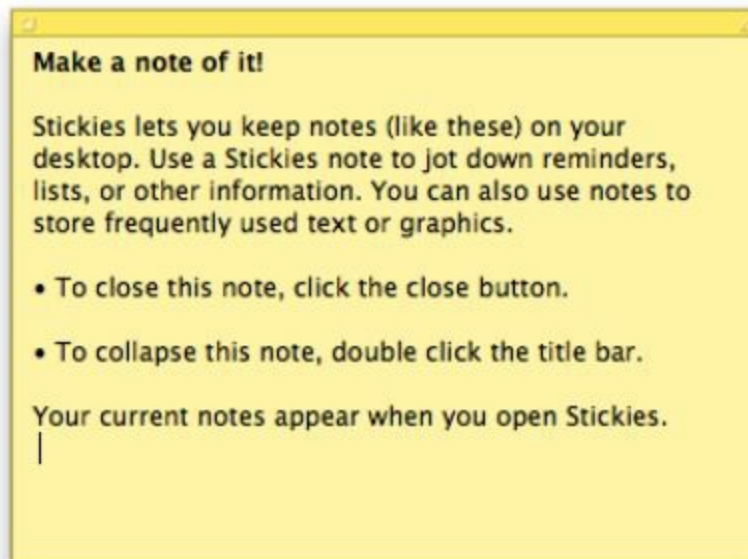 Make a note of it!
Stickies lets you keep notes (like these) on your
desktop. Use a Stickies note to jot down reminders,
lists, or other information. You can also use notes to
store frequently used text or graphics.
• To close this note, click the close button.
• To collapse this note, double click the title bar.
Your current notes appear when you open Stickies.